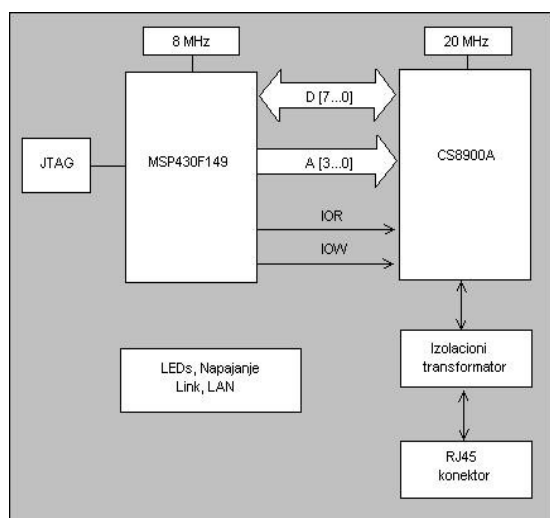 8 MHz
20 MHz
D [7...0]
JTAG
MSP430F149
CS8900A
A [3...0]
IOR
IOW
LEDs, Napajanje
Link, LAN
Izolacioni
transformator
RJ45
konektor